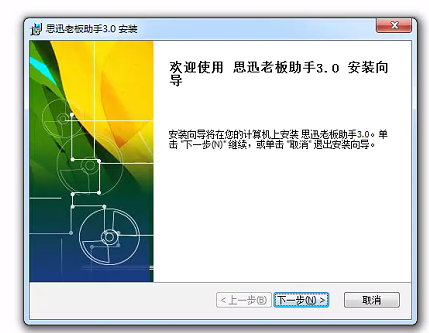 思迅老板助手3.0 安装
欢迎使用 思迅老板助手3.0 安装向
导
安装向导将在您的计算机上安装 思迅老板助手3.0。单
击 "下一步(N)" 继续，或单击 "取消" 退出安装向导。
< 上一步(B) 下一步(N) > 取消